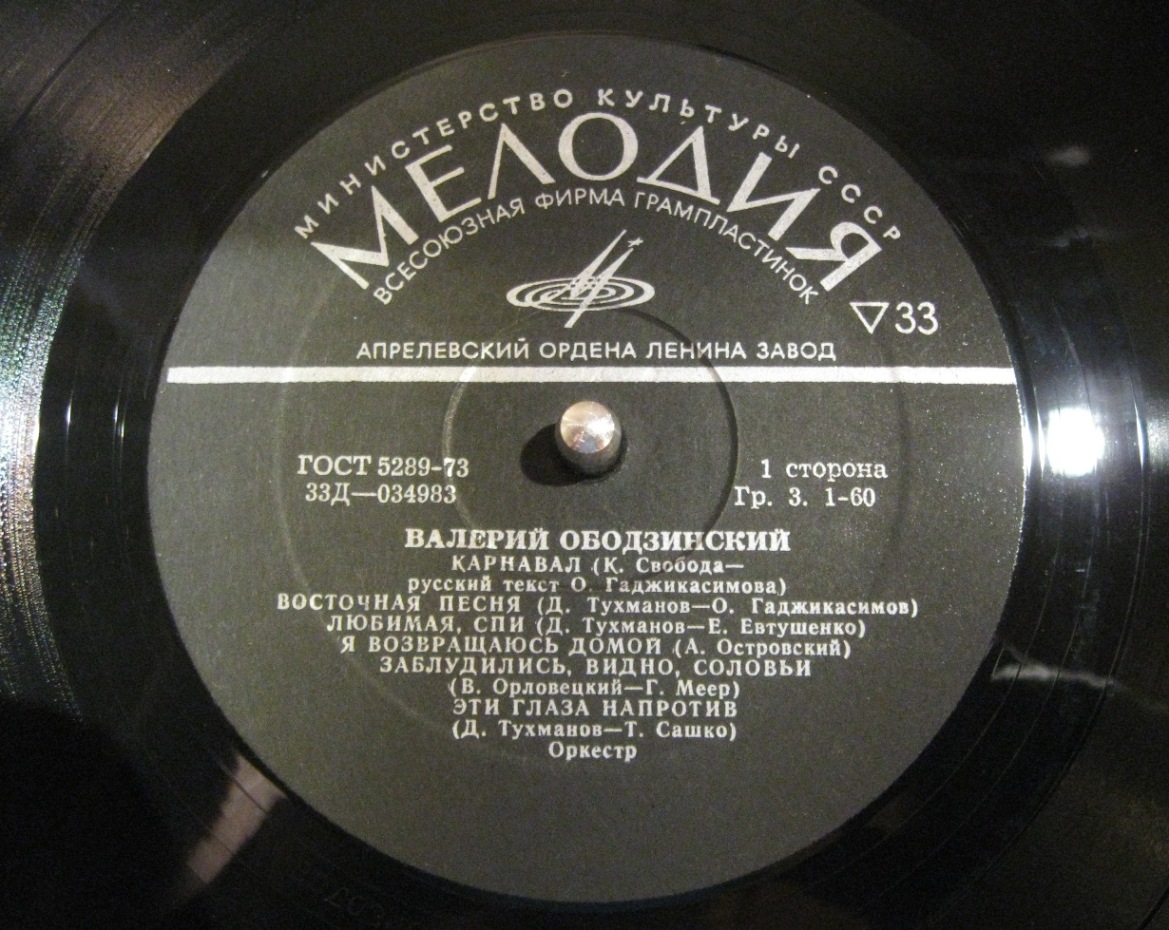 МИНИСТЕРСТВО КУЛЬТУРЫ СССР
МЕЛОДИЯ
ВСЕСОЮЗНАЯ ФИРМА ГРАМПЛАСТИНОК
33
АПРЕЛЕВСКИЙ ОРДЕНА ЛЕНИНА ЗАВОД
ГОСТ 5289-73
1 сторона
33Д—034983
Гр. 3. 1-60
ВАЛЕРИЙ ОБОДЗИНСКИЙ
КАРНАВАЛ (К. Свобода—
русский текст О. Гаджикасимова)
ВОСТОЧНАЯ ПЕСНЯ (Д. Тухманов—О. Гаджикасимов)
ЛЮБИМАЯ, СПИ (Д. Тухманов—Е. Евтушенко)
Я ВОЗВРАЩАЮСЬ ДОМОЙ (А. Островский)
ЗАБЛУДИЛИСЬ, ВИДНО, СОЛОВЬИ
(В. Орловецкий—Г. Меер)
ЭТИ ГЛАЗА НАПРОТИВ
(Д. Тухманов—Т. Сашко)
Оркестр